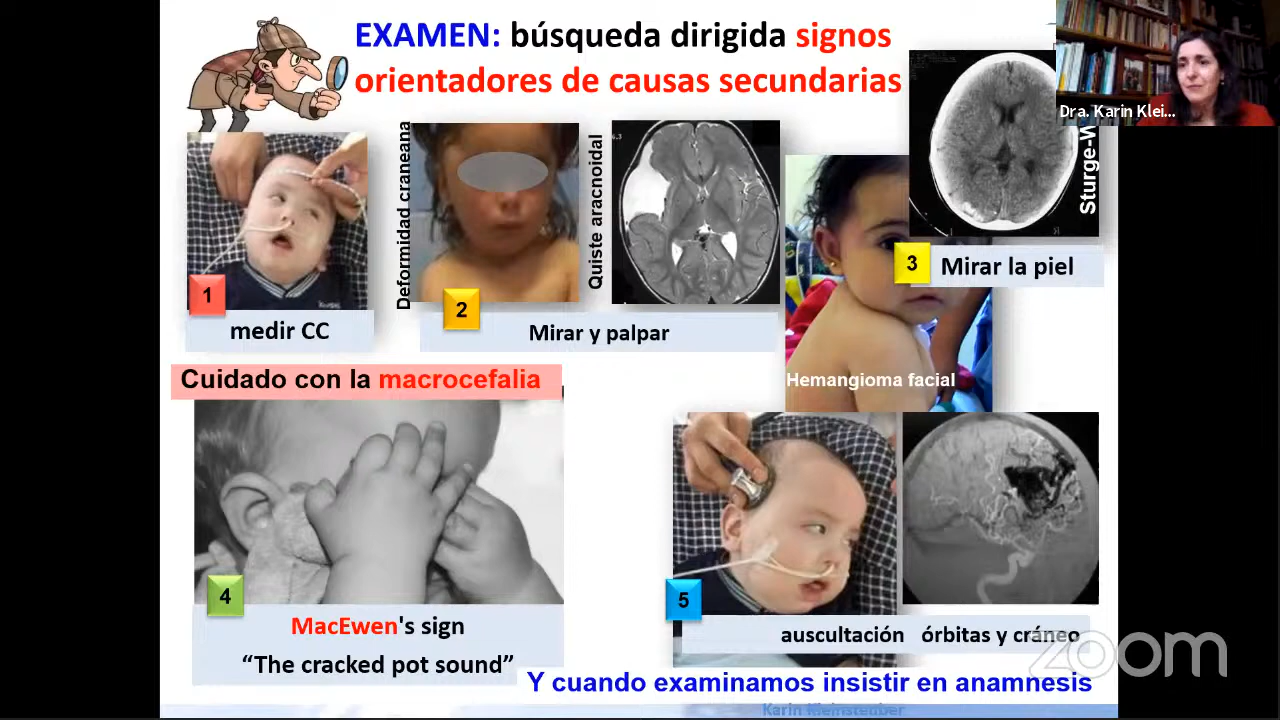 EXAMEN: búsqueda dirigida signos
orientadores de causas secundarias
Dra. Karin Klei...
Deformidad craneana
Quiste aracnoidal
Sturge-W
1
medir CC
2
Mirar y palpar
3
Mirar la piel
Hemangioma facial
Cuidado con la macrocefalia
4
MacEwen's sign
“The cracked pot sound”
5
auscultación órbitas y cráneo
zoom
Y cuando examinamos insistir en anamnesis
Karin Kleinsteuber